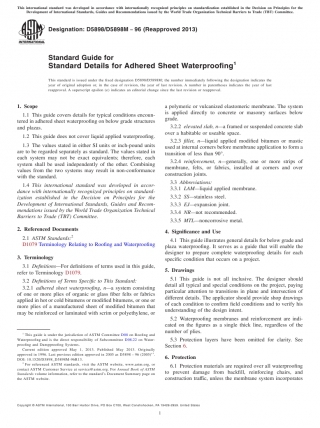 This international standard was developed in accordance with internationally recognized principles on standardization established in the Decision on Principles for the
Development of International Standards, Guides and Recommendations issued by the World Trade Organization Technical Barriers to Trade (TBT) Committee.
Designation: D5898/D5898M – 96 (Reapproved 2013)
Standard Guide for
Standard Details for Adhered Sheet Waterproofing1
This standard is issued under the fixed designation D5898/D5898M; the number immediately following the designation indicates the
year of original adoption or, in the case of revision, the year of last revision. A number in parentheses indicates the year of last
reapproval. A superscript epsilon (ε) indicates an editorial change since the last revision or reapproval.
1. Scope
1.1 This guide covers details for typical conditions encoun-
tered in adhered sheet waterproofing on below grade structures
and plazas.
1.2 This guide does not cover liquid applied waterproofing.
1.3 The values stated in either SI units or inch-pound units
are to be regarded separately as standard. The values stated in
each system may not be exact equivalents; therefore, each
system shall be used independently of the other. Combining
values from the two systems may result in non-conformance
with the standard.
1.4 This international standard was developed in accor-
dance with internationally recognized principles on standard-
ization established in the Decision on Principles for the
Development of International Standards, Guides and Recom-
mendations issued by the World Trade Organization Technical
Barriers to Trade (TBT) Committee.
2. Referenced Documents
2.1 ASTM Standards:2
D1079 Terminology Relating to Roofing and Waterproofing
3. Terminology
3.1 Definitions—For definitions of terms used in this guide,
refer to Terminology D1079.
3.2 Definitions of Terms Specific to This Standard:
3.2.1 adhered sheet waterproofing, n—a system consisting
of one or more plies of organic or glass fiber felts or fabrics
applied in hot or cold bitumen or modified bitumens, or one or
more plies of a manufactured sheet of modified bitumen that
may be reinforced or laminated with scrim or polyethylene, or
1 This guide is under the jurisdiction of ASTM Committee D08 on Roofing and
Waterproofing and is the direct responsibility of Subcommittee D08.22 on Water-
proofing and Dampproofing Systems.
Current edition approved May 1, 2013. Published May 2013. Originally
approved in 1996. Last previous edition approved in
DOI: 10.1520/D5898_D5898M-96R13.
2 For referenced ASTM standards, visit the ASTM website, www.astm.org, or
contact ASTM Customer Service at service@astm.org. For Annual Book of ASTM
Standards volume information, refer to the standard's Document Summary page on
the ASTM website.
a polymeric or vulcanized elastomeric membrane. The system
is applied directly to concrete or masonry surfaces below
grade.
3.2.2 elevated slab, n—a framed or suspended concrete slab
over a habitable or usable space.
3.2.3 fillet, n—liquid applied modified bitumen or mastic
used at internal corners before membrane application to form a
transition of less than 90°.
3.2.4 reinforcement, n—generally, one or more strips of
membrane, felts, or fabrics, installed at corners and over
construction joints.
3.3 Abbreviations:
3.3.1 LAM—liquid applied membrane.
3.3.2 SS—stainless steel.
3.3.3 EJ—expansion joint.
3.3.4 NR—not recommended.
3.3.5 MTL—noncorrosive metal.
4. Significance and Use
4.1 This guide illustrates general details for below grade and
plaza waterproofing. It serves as a guide that will enable the
designer to prepare complete waterproofing details for each
specific condition that occurs on a project.
5. Drawings
5.1 This guide is not all inclusive. The designer should
detail all typical and special conditions on the project, paying
particular attention to transitions in plane and intersection of
different details. The applicator should provide shop drawings
of each condition to confirm field conditions and to verify his
understanding of the design intent.
5.2 Waterproofing membranes and reinforcement are indi-
cated on the figures as a single thick line, regardless of the
number of plies.
5.3 Protection layers have been omitted for clarity. See
Section 6.
6. Protection
6.1 Protection materials are required over all waterproofing
to prevent damage from backfill, reinforcing chairs, and
construction traffic, unless the membrane system incorporates
Copyright © ASTM International, 100 Barr Harbor Drive, PO Box C700, West Conshohocken, PA 19428-2959. United States
1